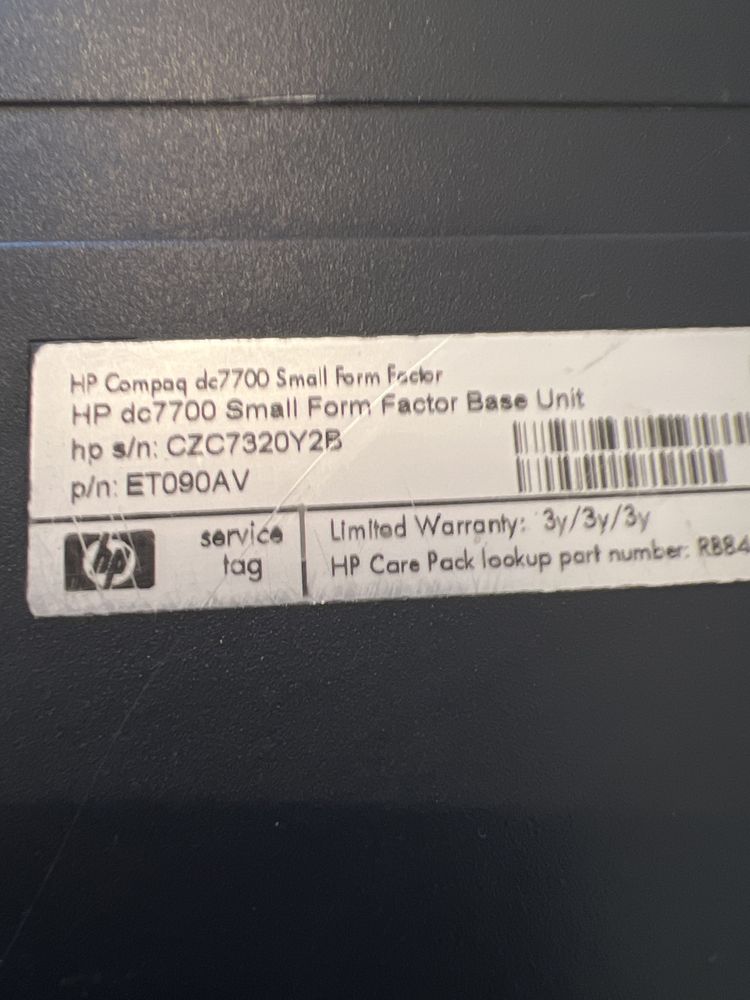 HP Compaq dc7700 Small Form Factor
HP dc7700 Small Form Factor Base Unit
hp s/n: CZC7320Y2B
p/n: ET090AV
hp
service
tag
Limited Warranty: 3y/3y/3y
HP Care Pack lookup part number: